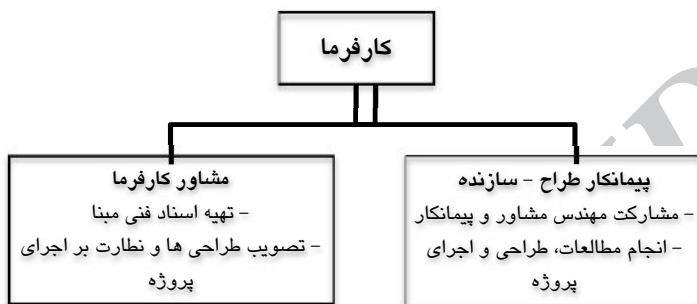 کارفرما
پیمانکار طراح – سازنده
– مشارکت مهندس مشاور و پیمانکار
– انجام مطالعات، طراحی و اجرای
پروژه
مشاور کارفرما
– تهیه اسناد فنی مبنا
– تصویب طراحی ها و نطارت بر اجرای
پروژه